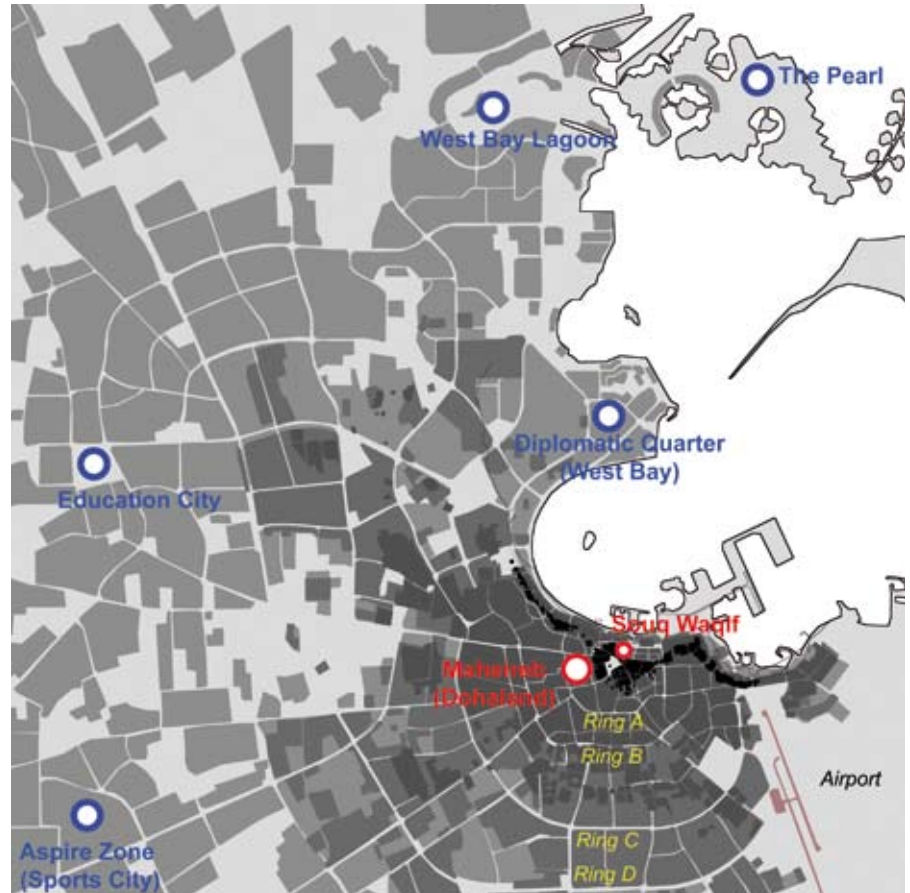 The Pearl
West Bay Lagoon
Diplomatic Quarter
(West Bay)
Education City
Souq Waqif
Msheireb
(Dohaland)
Ring A
Ring B
Airport
Aspire Zone
(Sports City)
Ring C
Ring D